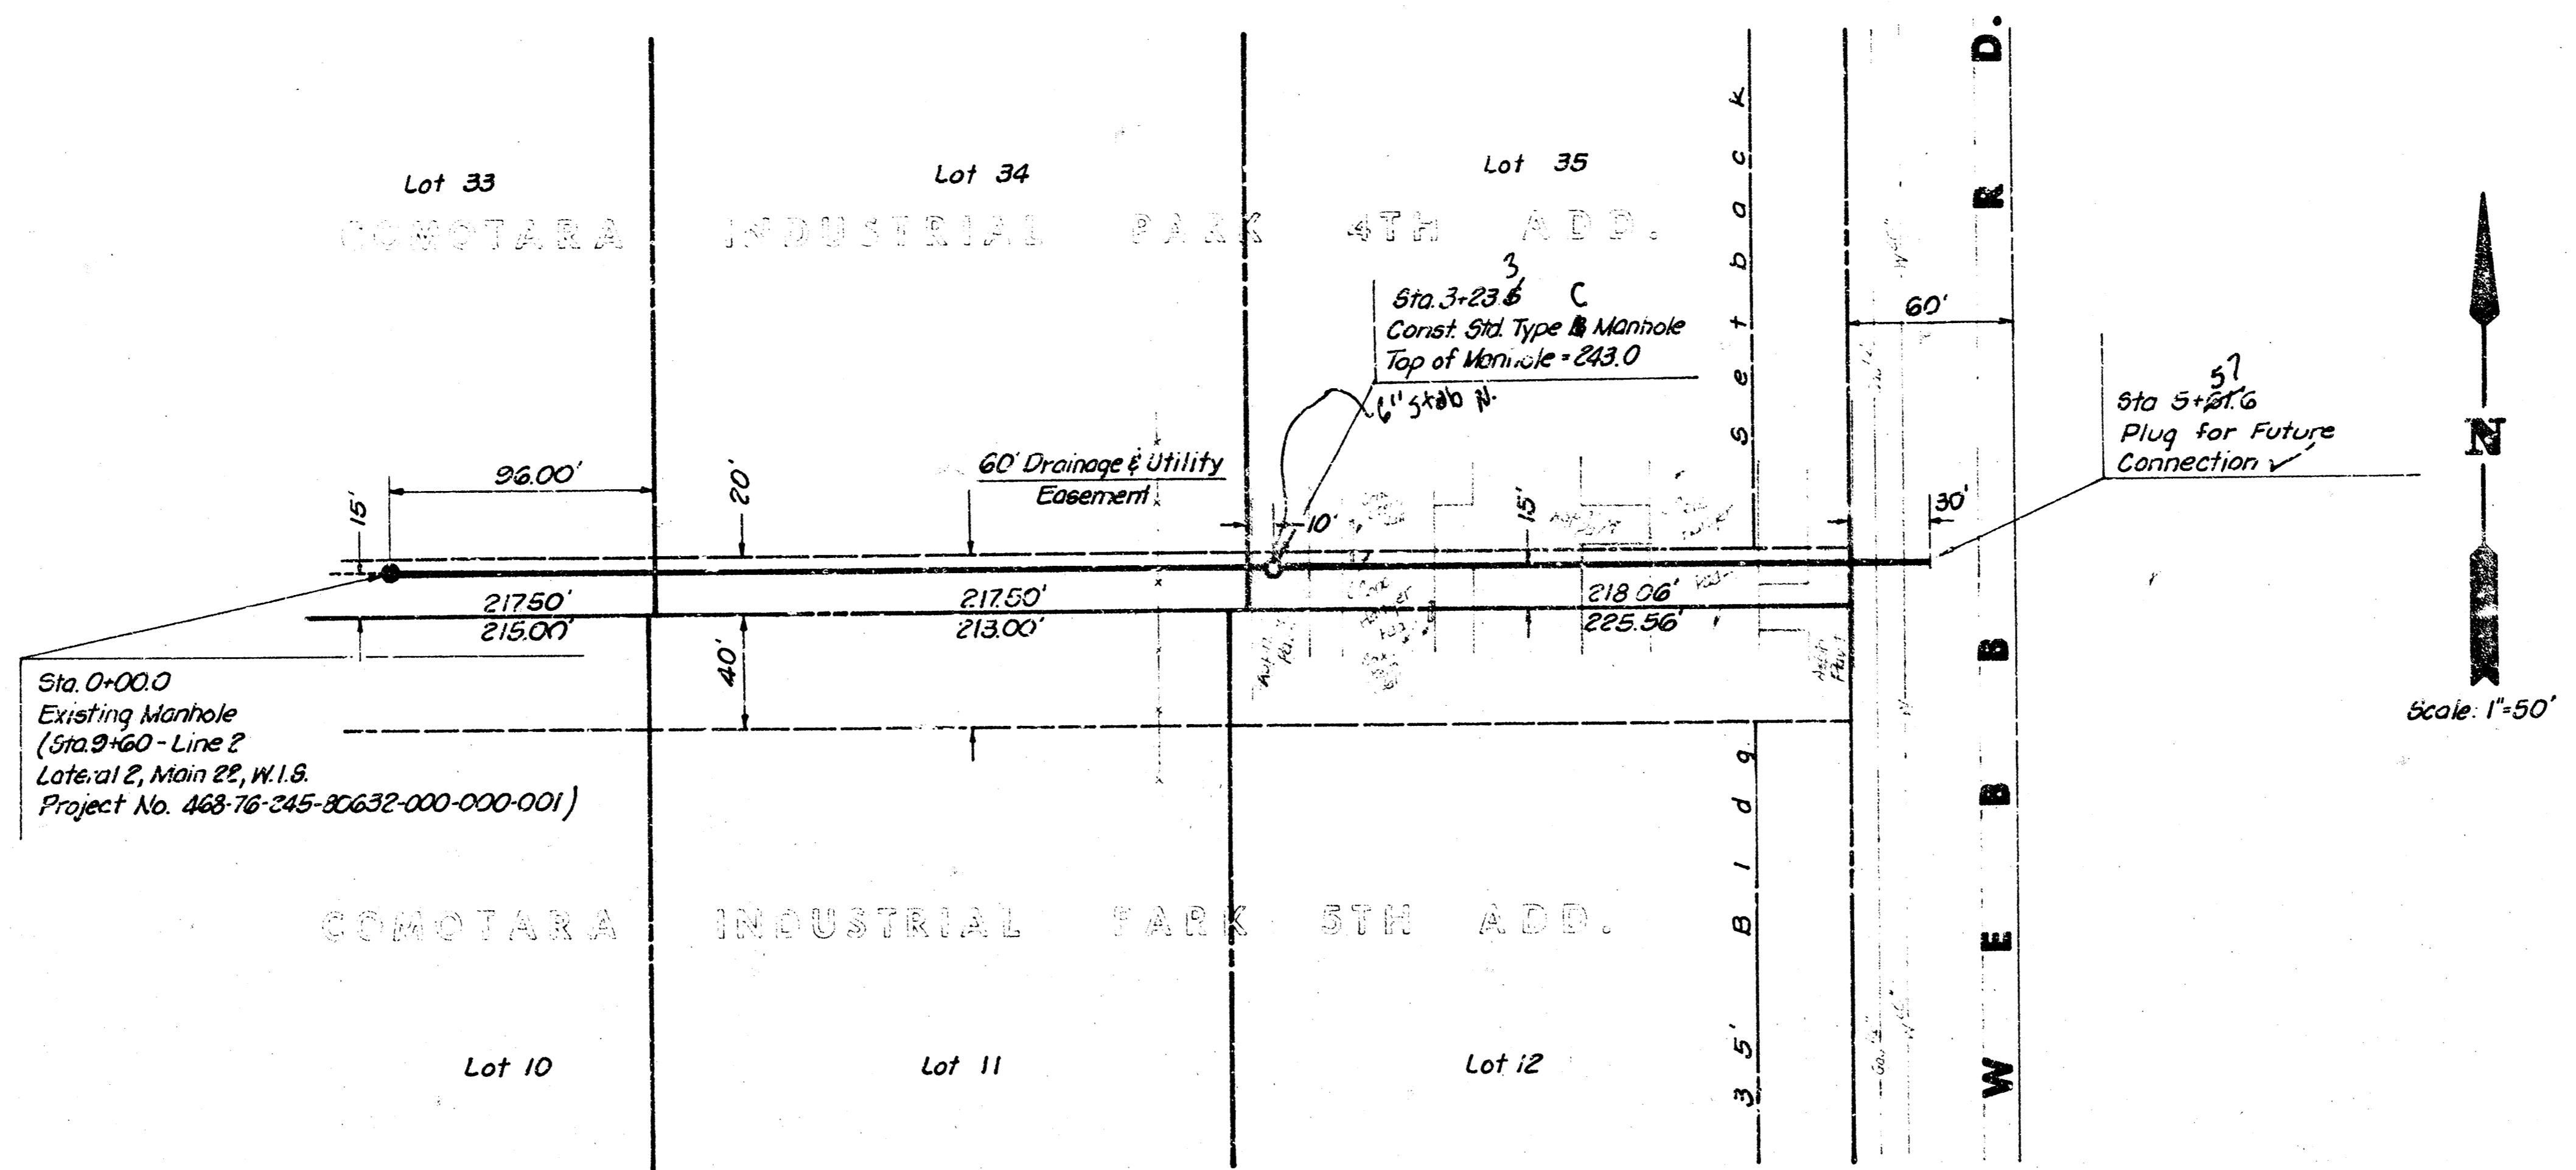 Lot 33
Lot 34
Lot 35
COMOTARA INDUSTRIAL PARK 4TH ADD.
3
Sta. 3+23.5 C
Const. Std. Type B Manhole
Top of Manhole = 243.0
6" stab N.
60'
57
Sta 5+61.6
Plug for Future
Connection ✓
N
Scale: 1"=50'
96.00'
15'
20'
60' Drainage & Utility
Easement
10'
15'
30'
217.50'
215.00'
217.50'
213.00'
218.06'
225.56'
40'
Sta. 0+00.0
Existing Manhole
(Sta. 9+60 - Line 2
Lateral 2, Main 22, W.I.S.
Project No. 468-76-245-80632-000-000-001)
COMOTARA INDUSTRIAL PARK 5TH ADD.
Lot 10
Lot 11
Lot 12
35' Bldg Setback
WEBB RD.